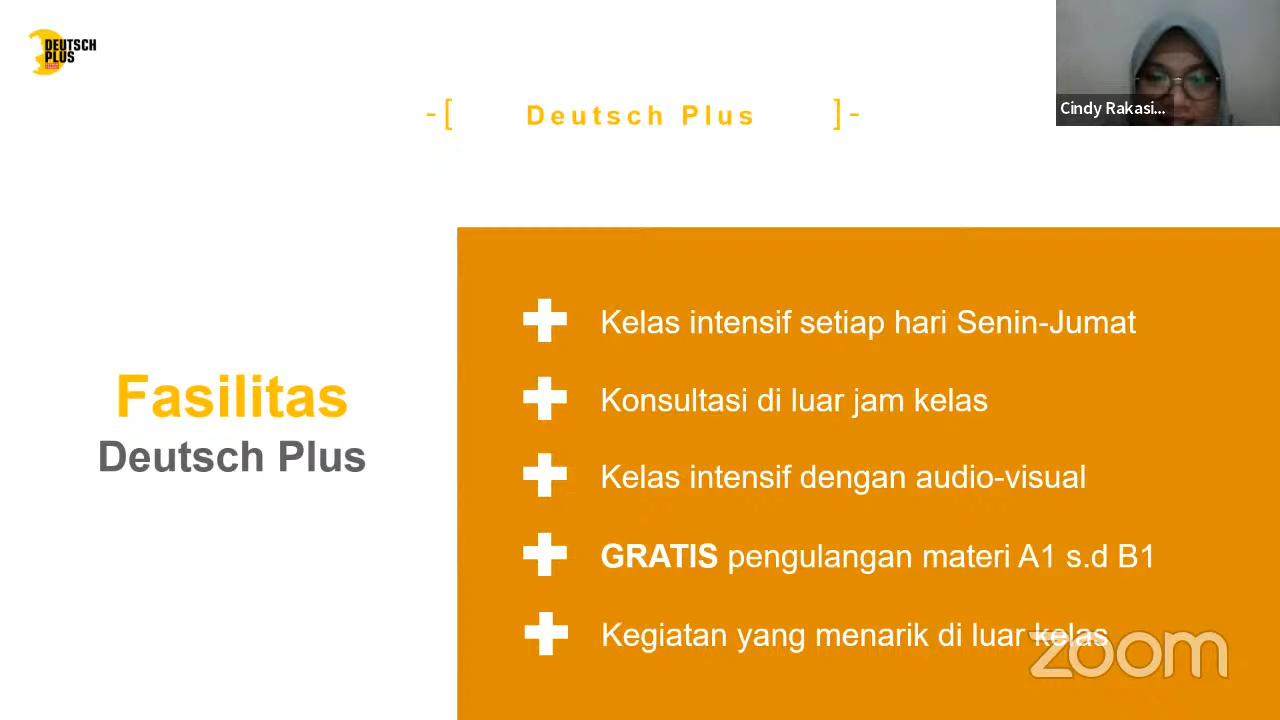 DEUTSCH
PLUS
-[ Deutsch Plus ]-
Cindy Rakasi...
Fasilitas
Deutsch Plus
Kelas intensif setiap hari Senin-Jumat
Konsultasi di luar jam kelas
Kelas intensif dengan audio-visual
GRATIS pengulangan materi A1 s.d B1
Kegiatan yang menarik di luar kelas
zoom